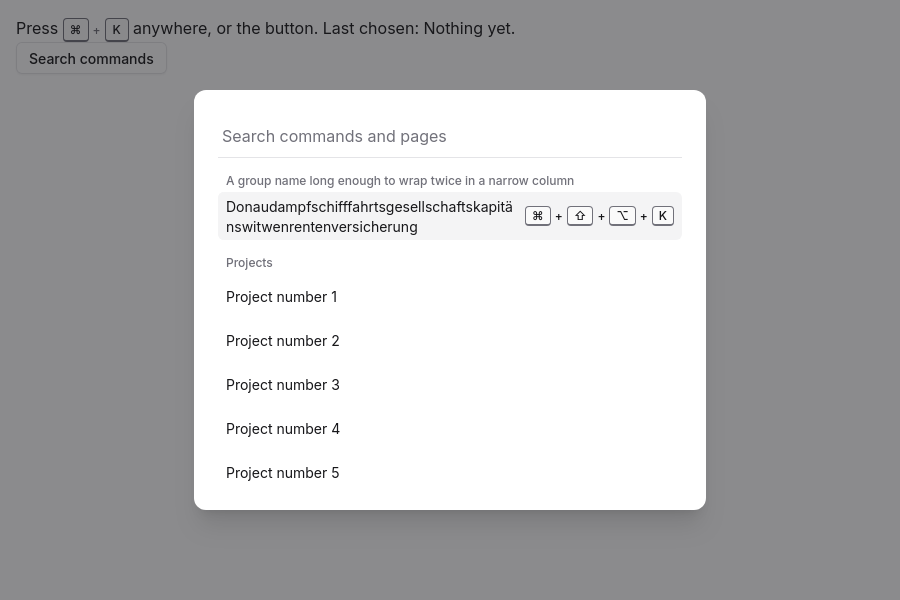 Press ⌘ + K anywhere, or the button. Last chosen: Nothing yet.
Search commands
Search commands and pages
A group name long enough to wrap twice in a narrow column
Donaudampfschifffahrtsgesellschaftskapitä ⌘ + ⇧ + ⌥ + K
nswitwenrentenversicherung
Projects
Project number 1
Project number 2
Project number 3
Project number 4
Project number 5